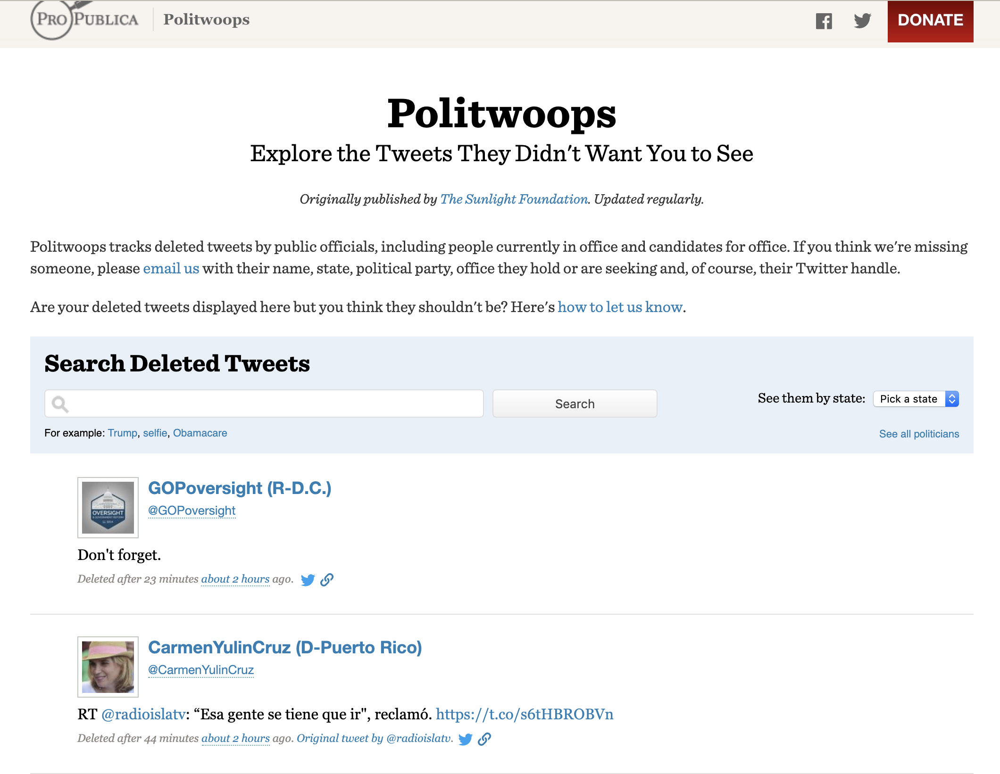 PROPUBLICA Politwoops DONATE
Politwoops
Explore the Tweets They Didn't Want You to See
Originally published by The Sunlight Foundation. Updated regularly.
Politwoops tracks deleted tweets by public officials, including people currently in office and candidates for office. If you think we're missing
someone, please email us with their name, state, political party, office they hold or are seeking and, of course, their Twitter handle.
Are your deleted tweets displayed here but you think they shouldn't be? Here's how to let us know.
Search Deleted Tweets
Search See them by state: Pick a state
For example: Trump, selfie, Obamacare See all politicians
GOPoversight (R-D.C.)
@GOPoversight
OVERSIGHT
& GOVERNMENT REFORM
Don't forget.
Deleted after 23 minutes about 2 hours ago.
CarmenYulinCruz (D-Puerto Rico)
@CarmenYulinCruz
RT @radioislatv: “Esa gente se tiene que ir", reclamó. https://t.co/s6tHBROBVn
Deleted after 44 minutes about 2 hours ago. Original tweet by @radioislatv.